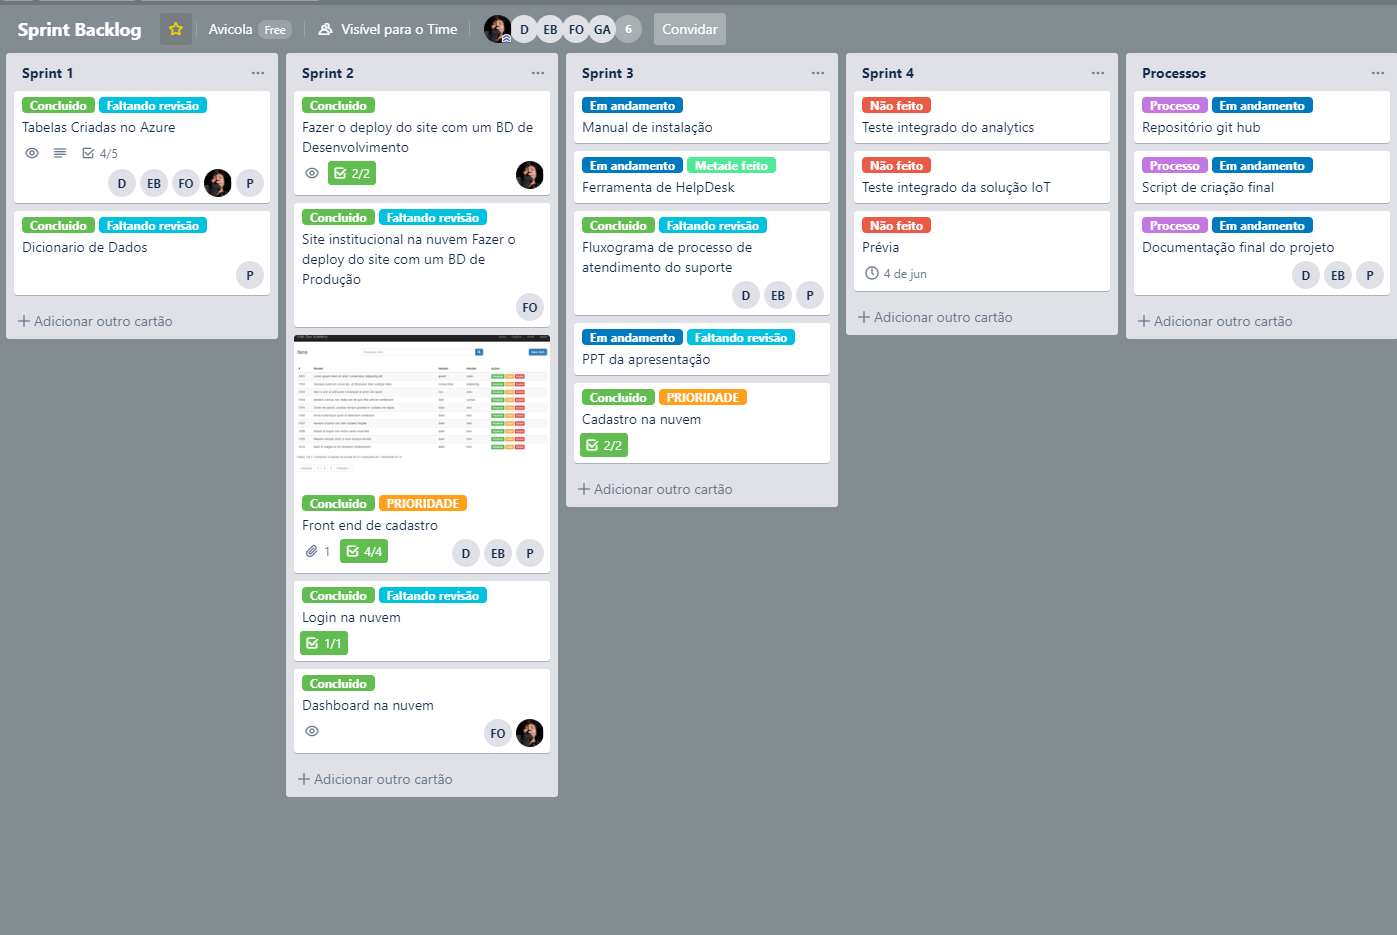 Sprint Backlog
Avicola Free
Visível para o Time
D EB FO GA 6
Convidar
Sprint 1
Concluido Faltando revisão
Tabelas Criadas no Azure
4/5
D EB FO P
Concluido Faltando revisão
Dicionario de Dados
P
+ Adicionar outro cartão
Sprint 2
Concluido
Fazer o deploy do site com um BD de
Desenvolvimento
2/2
Concluido Faltando revisão
Site institucional na nuvem Fazer o
deploy do site com um BD de
Produção
FO
Concluido PRIORIDADE
Front end de cadastro
1 4/4 D EB P
Concluido Faltando revisão
Login na nuvem
1/1
Concluido
Dashboard na nuvem
FO
+ Adicionar outro cartão
Sprint 3
Em andamento
Manual de instalação
Em andamento Metade feito
Ferramenta de HelpDesk
Concluido Faltando revisão
Fluxograma de processo de
atendimento do suporte
D EB P
Em andamento Faltando revisão
PPT da apresentação
Concluido PRIORIDADE
Cadastro na nuvem
2/2
+ Adicionar outro cartão
Sprint 4
Não feito
Teste integrado do analytics
Não feito
Teste integrado da solução IoT
Não feito
Prévia
4 de jun
+ Adicionar outro cartão
Processos
Processo Em andamento
Repositório git hub
Processo Em andamento
Script de criação final
Processo Em andamento
Documentação final do projeto
D EB P
+ Adicionar outro cartão